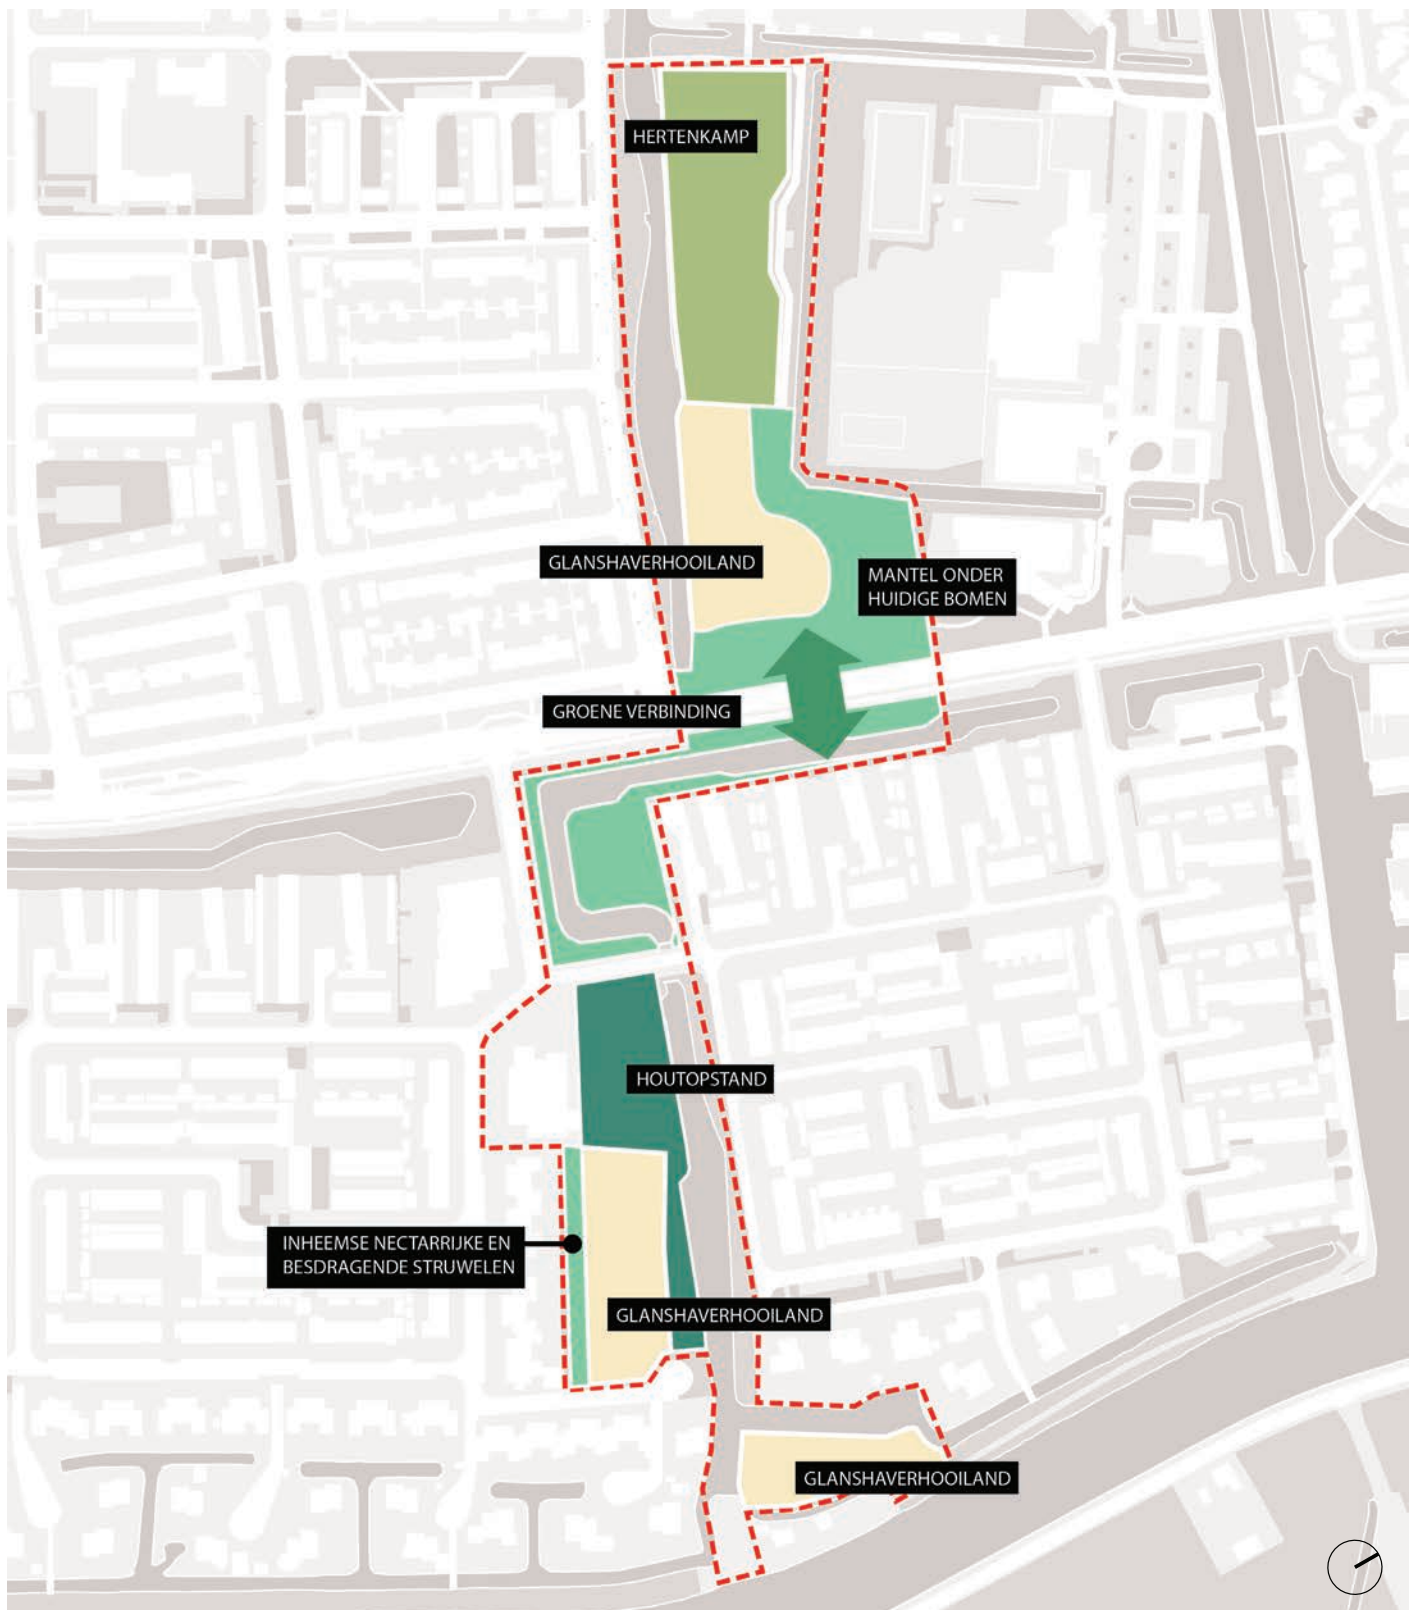 HERTENKAMP
GLANSHAVERHOOILAND
MANTEL ONDER
HUIDIGE BOMEN
GROENE VERBINDING
HOUTOPSTAND
INHEEMSE NECTARRIJKE EN
BESDRAGENDE STRUWELEN
GLANSHAVERHOOILAND
GLANSHAVERHOOILAND